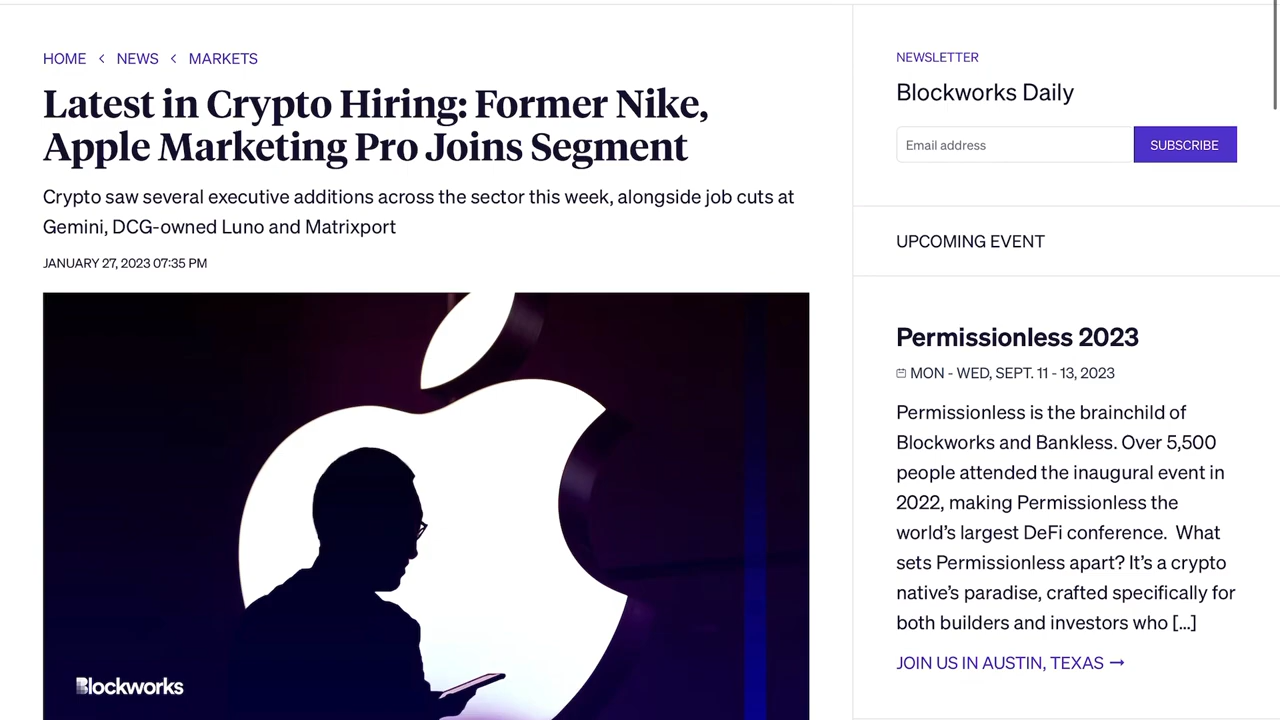 HOME < NEWS < MARKETS
Latest in Crypto Hiring: Former Nike,
Apple Marketing Pro Joins Segment
Crypto saw several executive additions across the sector this week, alongside job cuts at
Gemini, DCG-owned Luno and Matrixport
JANUARY 27, 2023 07:35 PM
Blockworks
NEWSLETTER
Blockworks Daily
Email address
SUBSCRIBE
UPCOMING EVENT
Permissionless 2023
MON - WED, SEPT. 11 - 13, 2023
Permissionless is the brainchild of
Blockworks and Bankless. Over 5,500
people attended the inaugural event in
2022, making Permissionless the
world’s largest DeFi conference.  What
sets Permissionless apart? It’s a crypto
native’s paradise, crafted specifically for
both builders and investors who [...]
JOIN US IN AUSTIN, TEXAS →